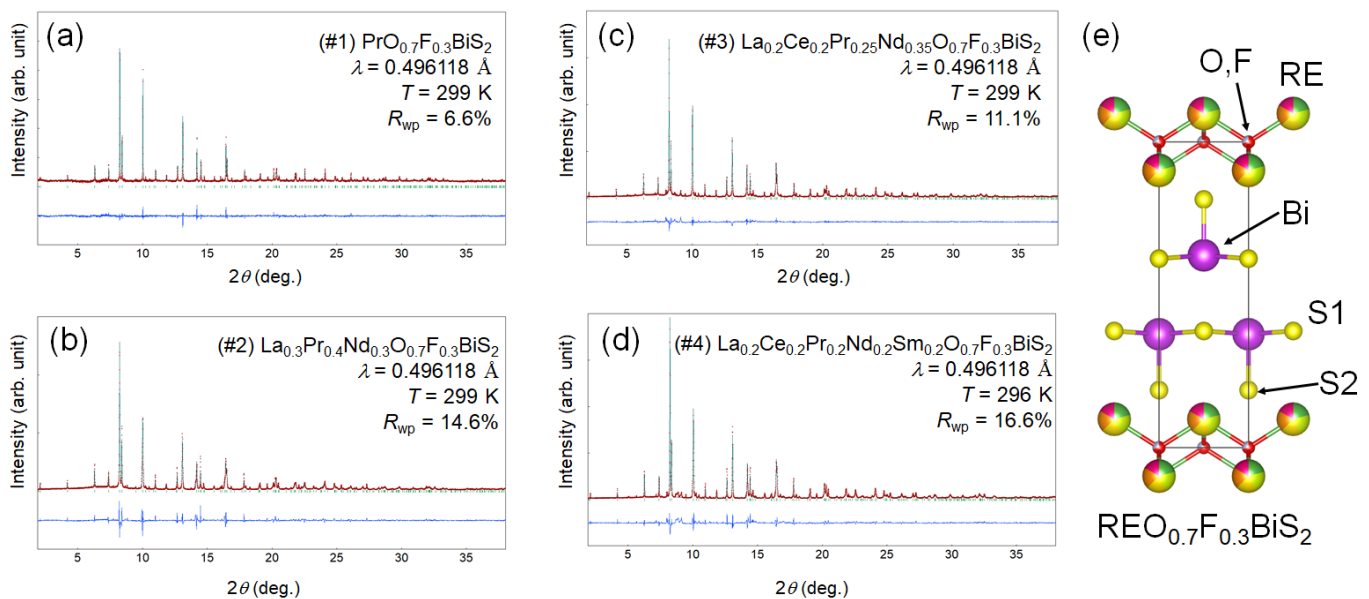 (a)
(#1) PrO0.7F0.3BiS2
λ = 0.496118 Å
T = 299 K
Rwp = 6.6%
Intensity (arb. unit)
5 10 15 20 25 30 35
2θ (deg.)
(b)
(#2) La0.3Pr0.4Nd0.3O0.7F0.3BiS2
λ = 0.496118 Å
T = 299 K
Rwp = 14.6%
Intensity (arb. unit)
5 10 15 20 25 30 35
2θ (deg.)
(c)
(#3) La0.2Ce0.2Pr0.25Nd0.35O0.7F0.3BiS2
λ = 0.496118 Å
T = 299 K
Rwp = 11.1%
Intensity (arb. unit)
5 10 15 20 25 30 35
2θ (deg.)
(d)
(#4) La0.2Ce0.2Pr0.2Nd0.2Sm0.2O0.7F0.3BiS2
λ = 0.496118 Å
T = 296 K
Rwp = 16.6%
Intensity (arb. unit)
5 10 15 20 25 30 35
2θ (deg.)
(e)
O,F
RE
Bi
S1
S2
REO0.7F0.3BiS2